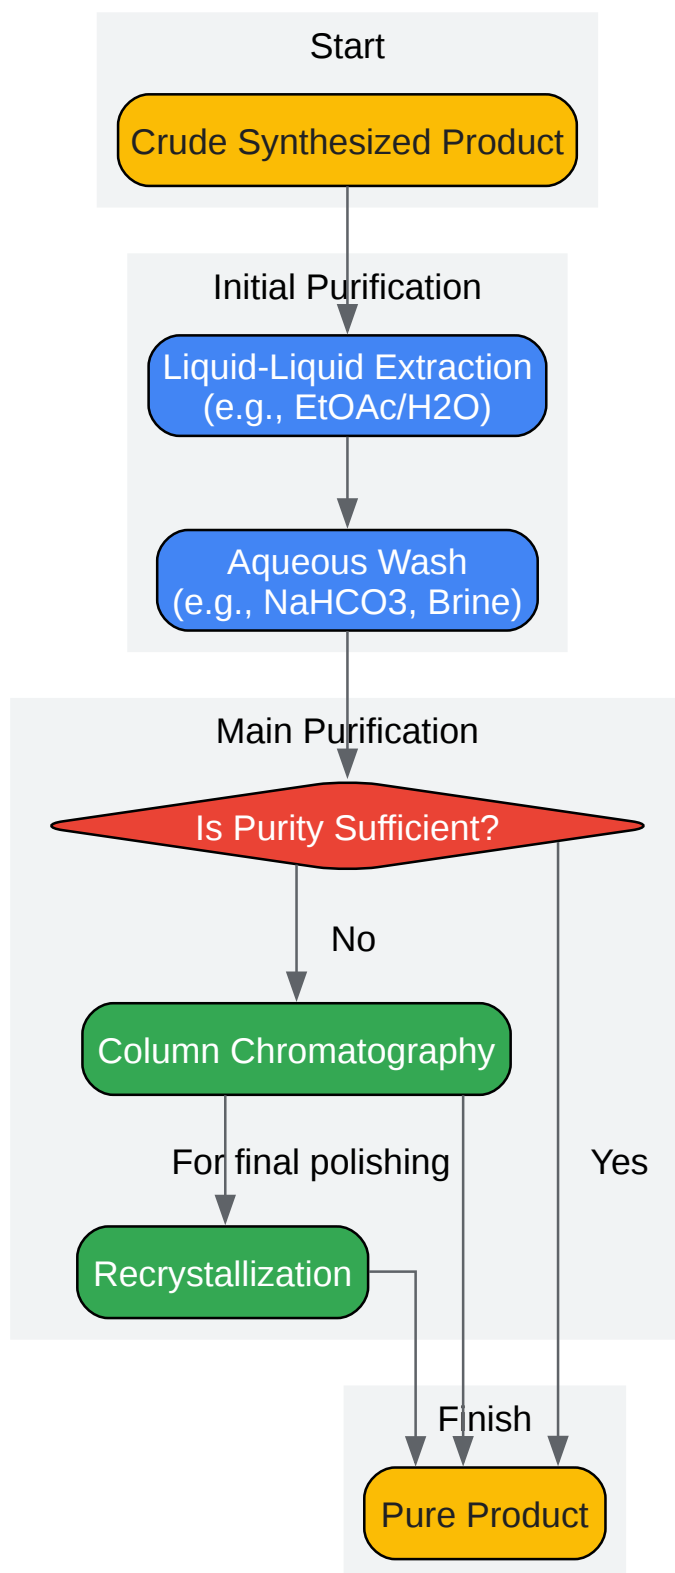 Start
Crude Synthesized Product
Initial Purification
Liquid-Liquid Extraction
(e.g., EtOAc/H2O)
Aqueous Wash
(e.g., NaHCO3, Brine)
Main Purification
Is Purity Sufficient?
No
Column Chromatography
For final polishing
Yes
Recrystallization
Finish
Pure Product